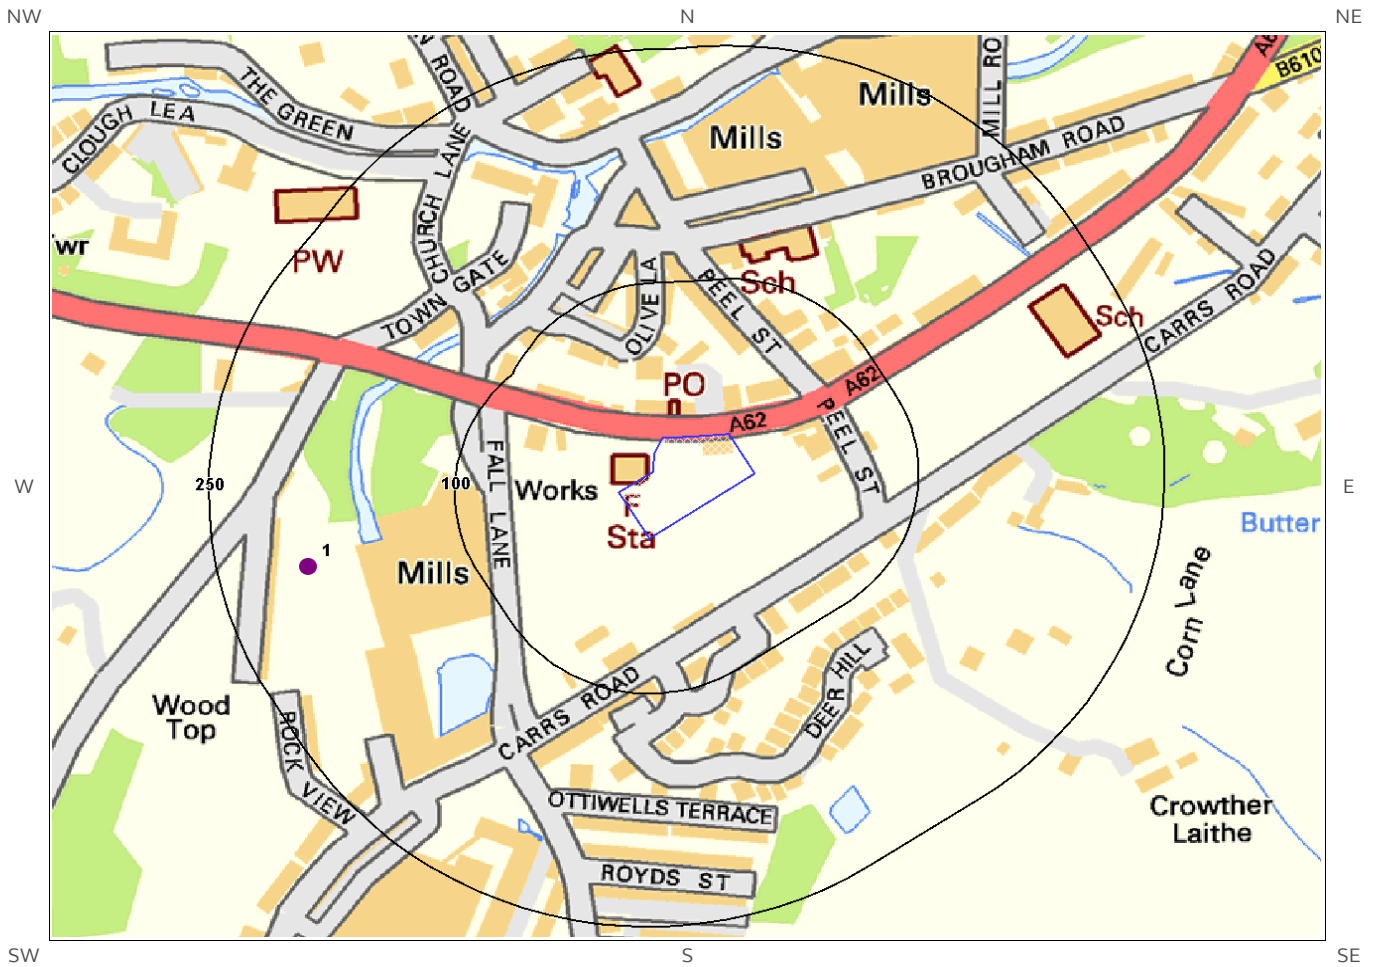 NW
N
NE
N ROAD
A6
B610
THE GREEN
Mills
MILL RO
CLOUGH LEA
Mills
BROUGHAM ROAD
CHURCH LANE
wr
PW
TOWN GATE
OLIVE LA
PEEL ST
Sch
Sch
CARRS ROAD
PO
A62
A62
PEEL ST
W
250
100
FALL LANE
Works
F
Sta
E
Butter
1
Mills
Corn Lane
Wood
Top
ROCK VIEW
CARRS ROAD
DEER HILL
OTTIWELLS TERRACE
Crowther
Laithe
ROYDS ST
SW
S
SE